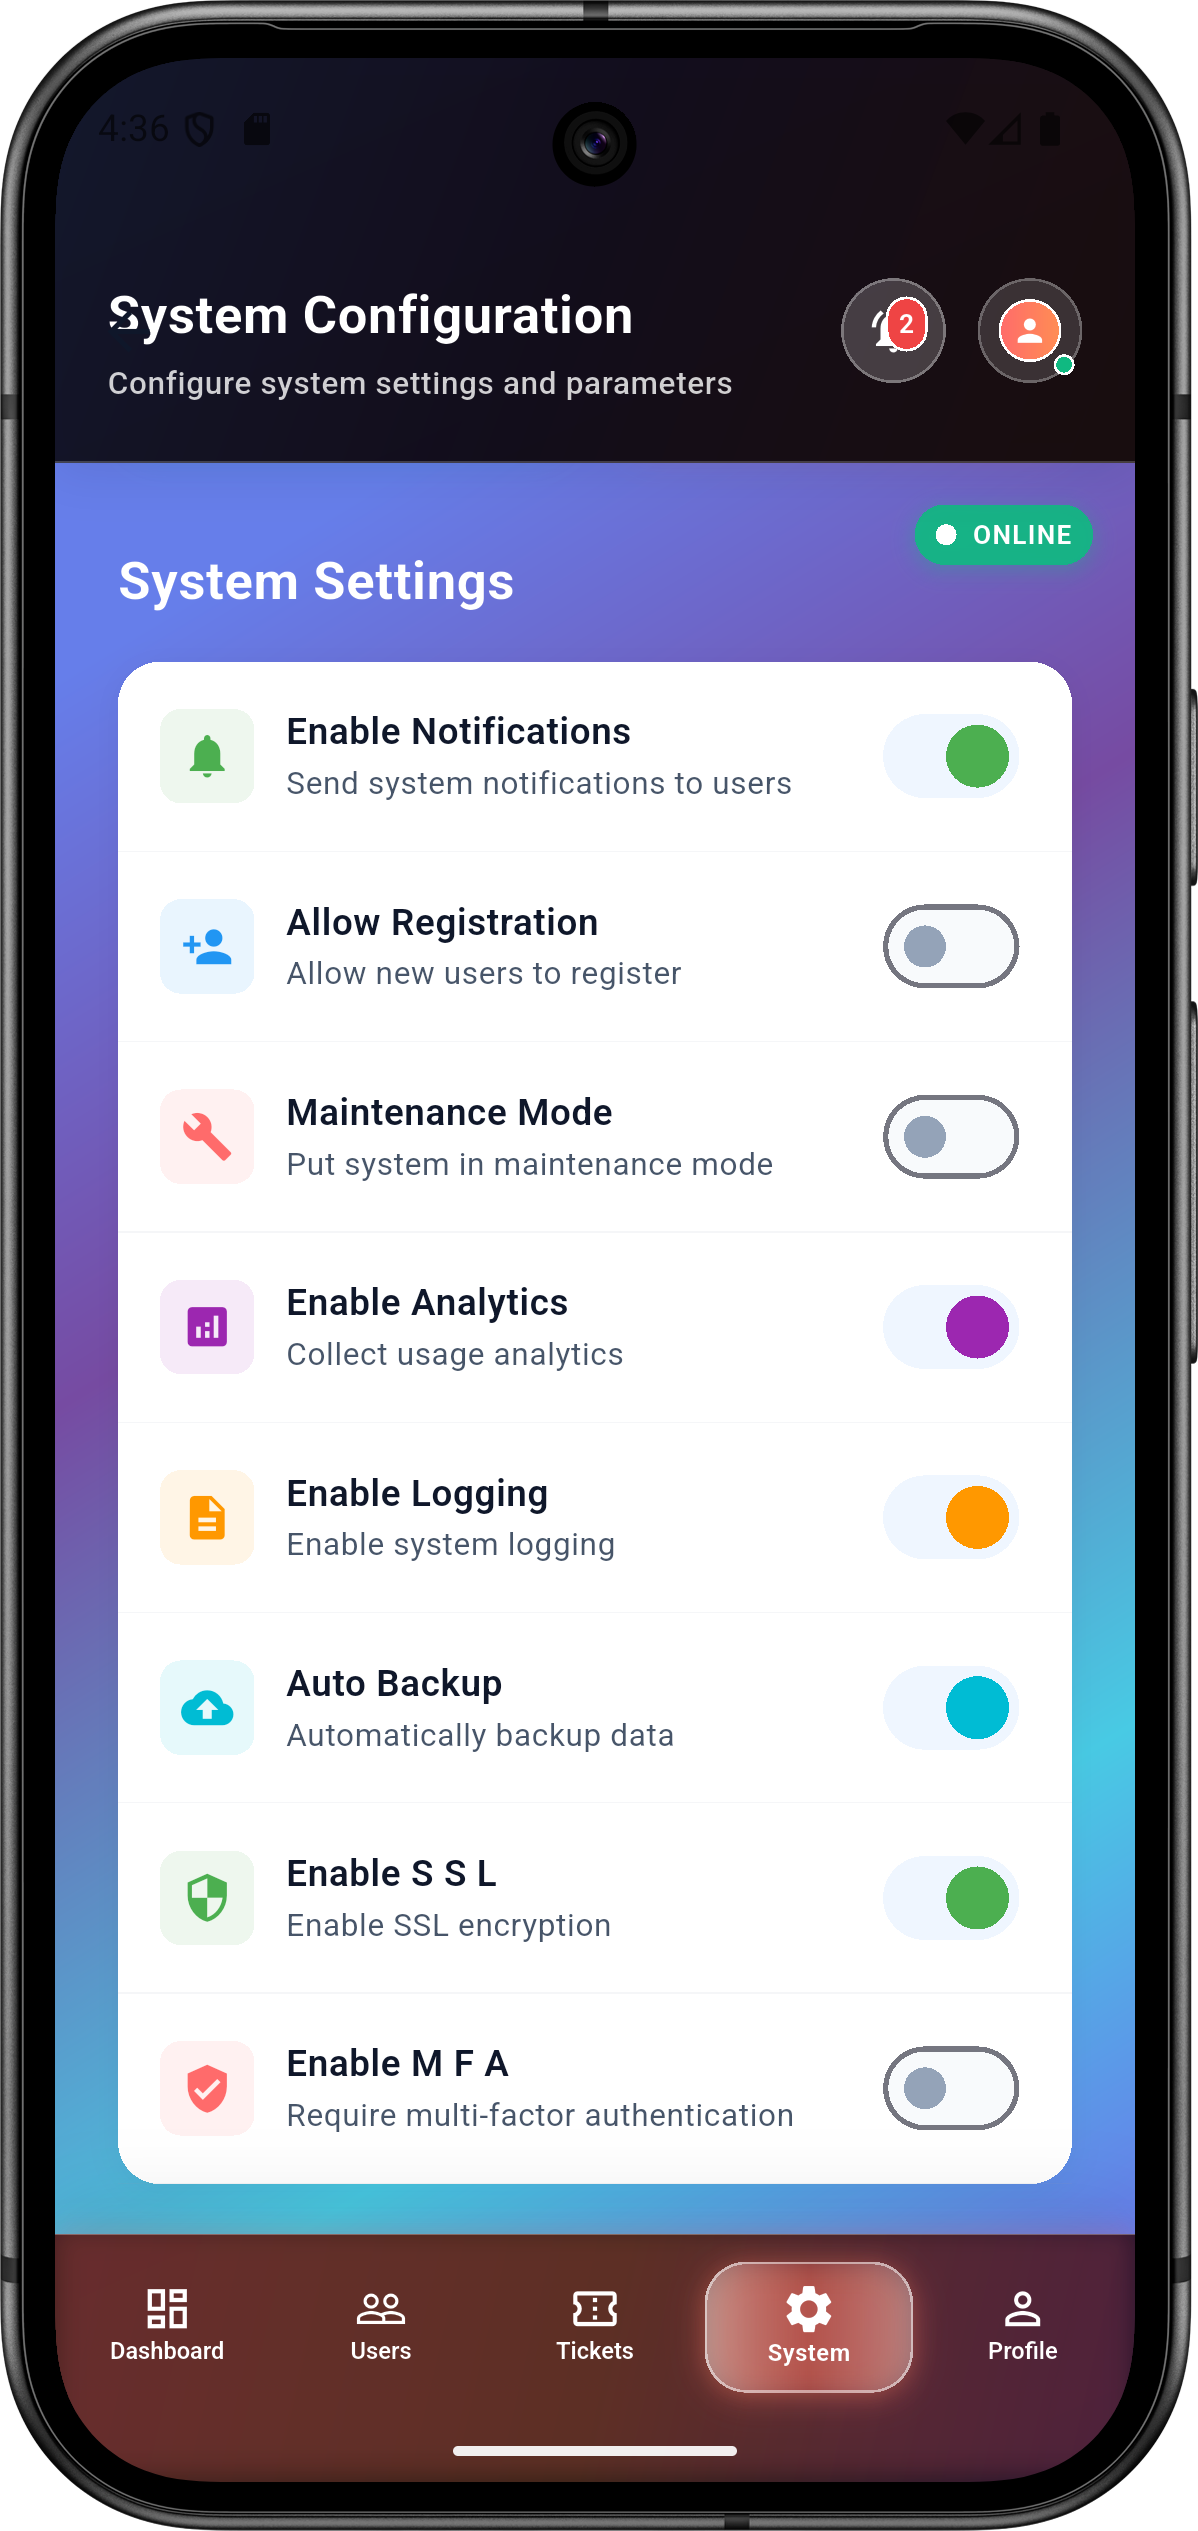 4:36
System Configuration
2
Configure system settings and parameters
ONLINE
System Settings
Enable Notifications
Send system notifications to users
Allow Registration
Allow new users to register
Maintenance Mode
Put system in maintenance mode
Enable Analytics
Collect usage analytics
Enable Logging
Enable system logging
Auto Backup
Automatically backup data
Enable S S L
Enable SSL encryption
Enable M F A
Require multi-factor authentication
Dashboard
Users
Tickets
System
Profile